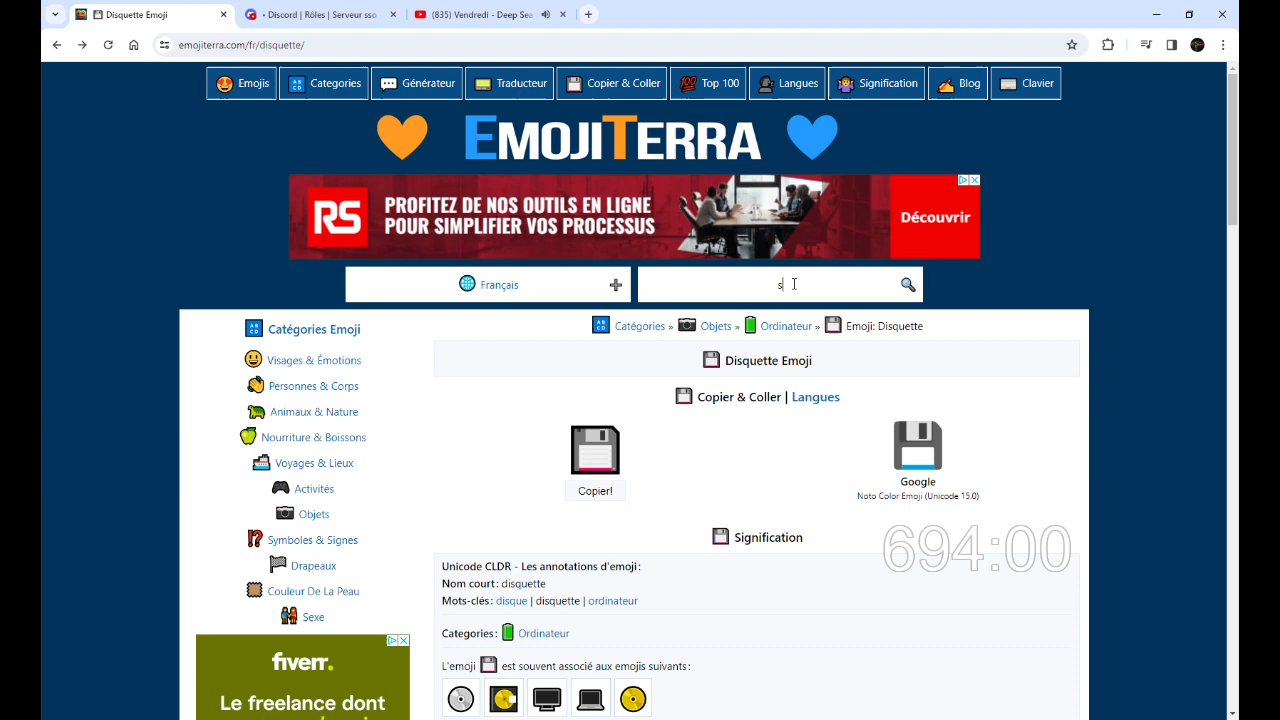 Disquette Emoji
• Discord | Rôles | Serveur sso
(835) Vendredi - Deep Sea
emojiterra.com/fr/disquette/
Emojis
Categories
Générateur
Traducteur
Copier & Coller
Top 100
Langues
Signification
Blog
Clavier
EMOJITERRA
RS
PROFITEZ DE NOS OUTILS EN LIGNE
POUR SIMPLIFIER VOS PROCESSUS
Découvrir
Français
s
Catégories Emoji
Visages & Émotions
Personnes & Corps
Animaux & Nature
Nourriture & Boissons
Voyages & Lieux
Activités
Objets
Symboles & Signes
Drapeaux
Couleur De La Peau
Sexe
fiverr.
Le freelance dont
Catégories » Objets » Ordinateur » Emoji: Disquette
Disquette Emoji
Copier & Coller | Langues
Copier!
Google
Noto Color Emoji (Unicode 15.0)
Signification
694:00
Unicode CLDR - Les annotations d'emoji:
Nom court: disquette
Mots-clés: disque | disquette | ordinateur
Categories: Ordinateur
L'emoji 💾 est souvent associé aux emojis suivants: